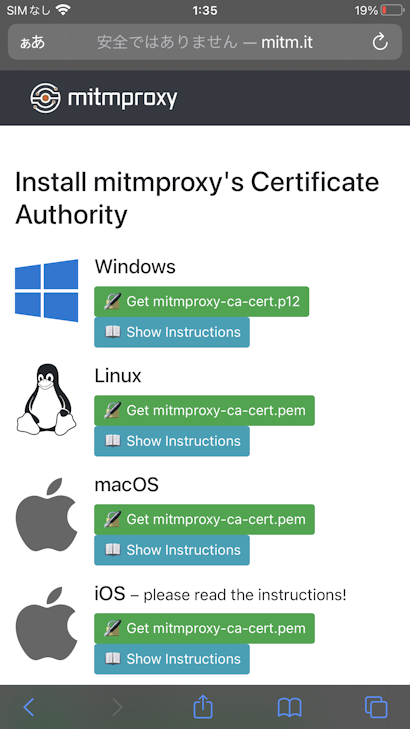 SIMなし 1:35 19%
ぁあ 安全ではありません — mitm.it
mitmproxy
Install mitmproxy's Certificate
Authority
Windows
Get mitmproxy-ca-cert.p12
Show Instructions
Linux
Get mitmproxy-ca-cert.pem
Show Instructions
macOS
Get mitmproxy-ca-cert.pem
Show Instructions
iOS – please read the instructions!
Get mitmproxy-ca-cert.pem
Show Instructions